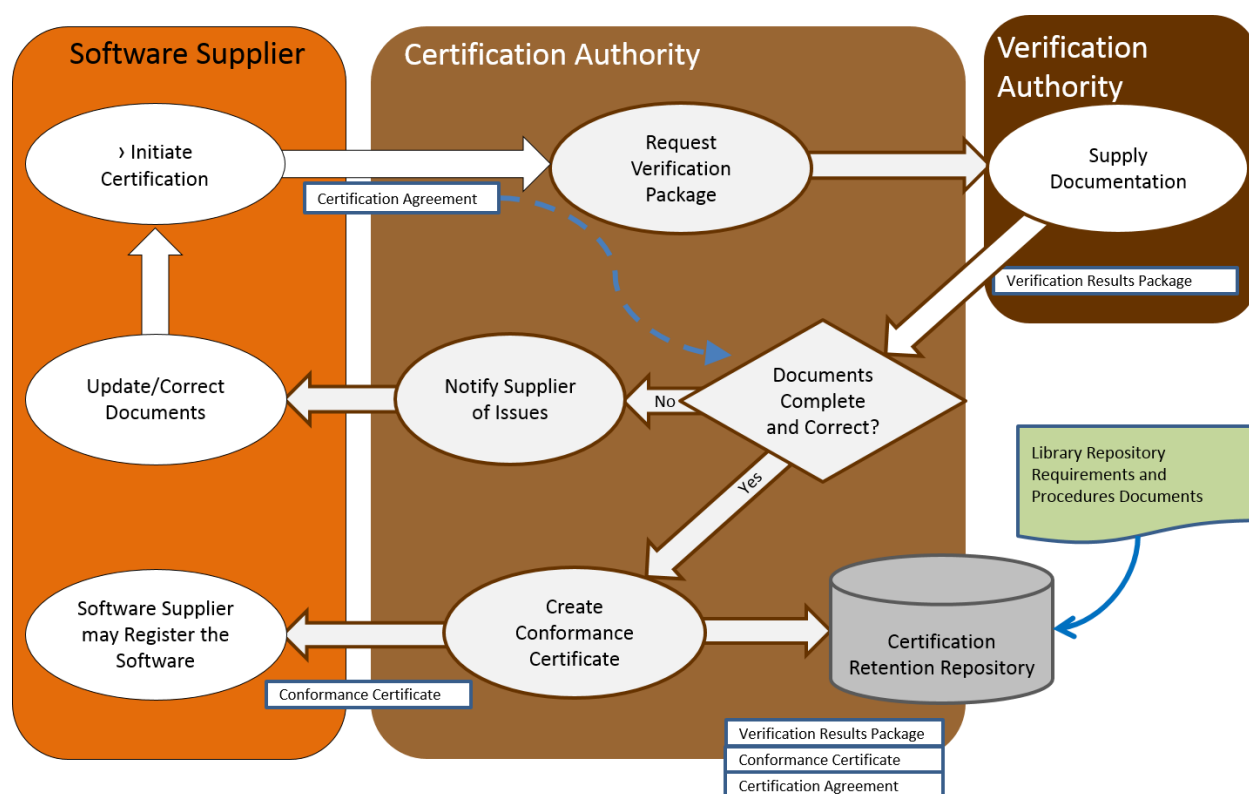 Software Supplier
Certification Authority
Verification
Authority
› Initiate
Certification
Request
Verification
Package
Supply
Documentation
Certification Agreement
Verification Results Package
Update/Correct
Documents
Notify Supplier
of Issues
No
Documents
Complete
and Correct?
Yes
Library Repository
Requirements and
Procedures Documents
Software Supplier
may Register the
Software
Create
Conformance
Certificate
Certification
Retention Repository
Conformance Certificate
Verification Results Package
Conformance Certificate
Certification Agreement